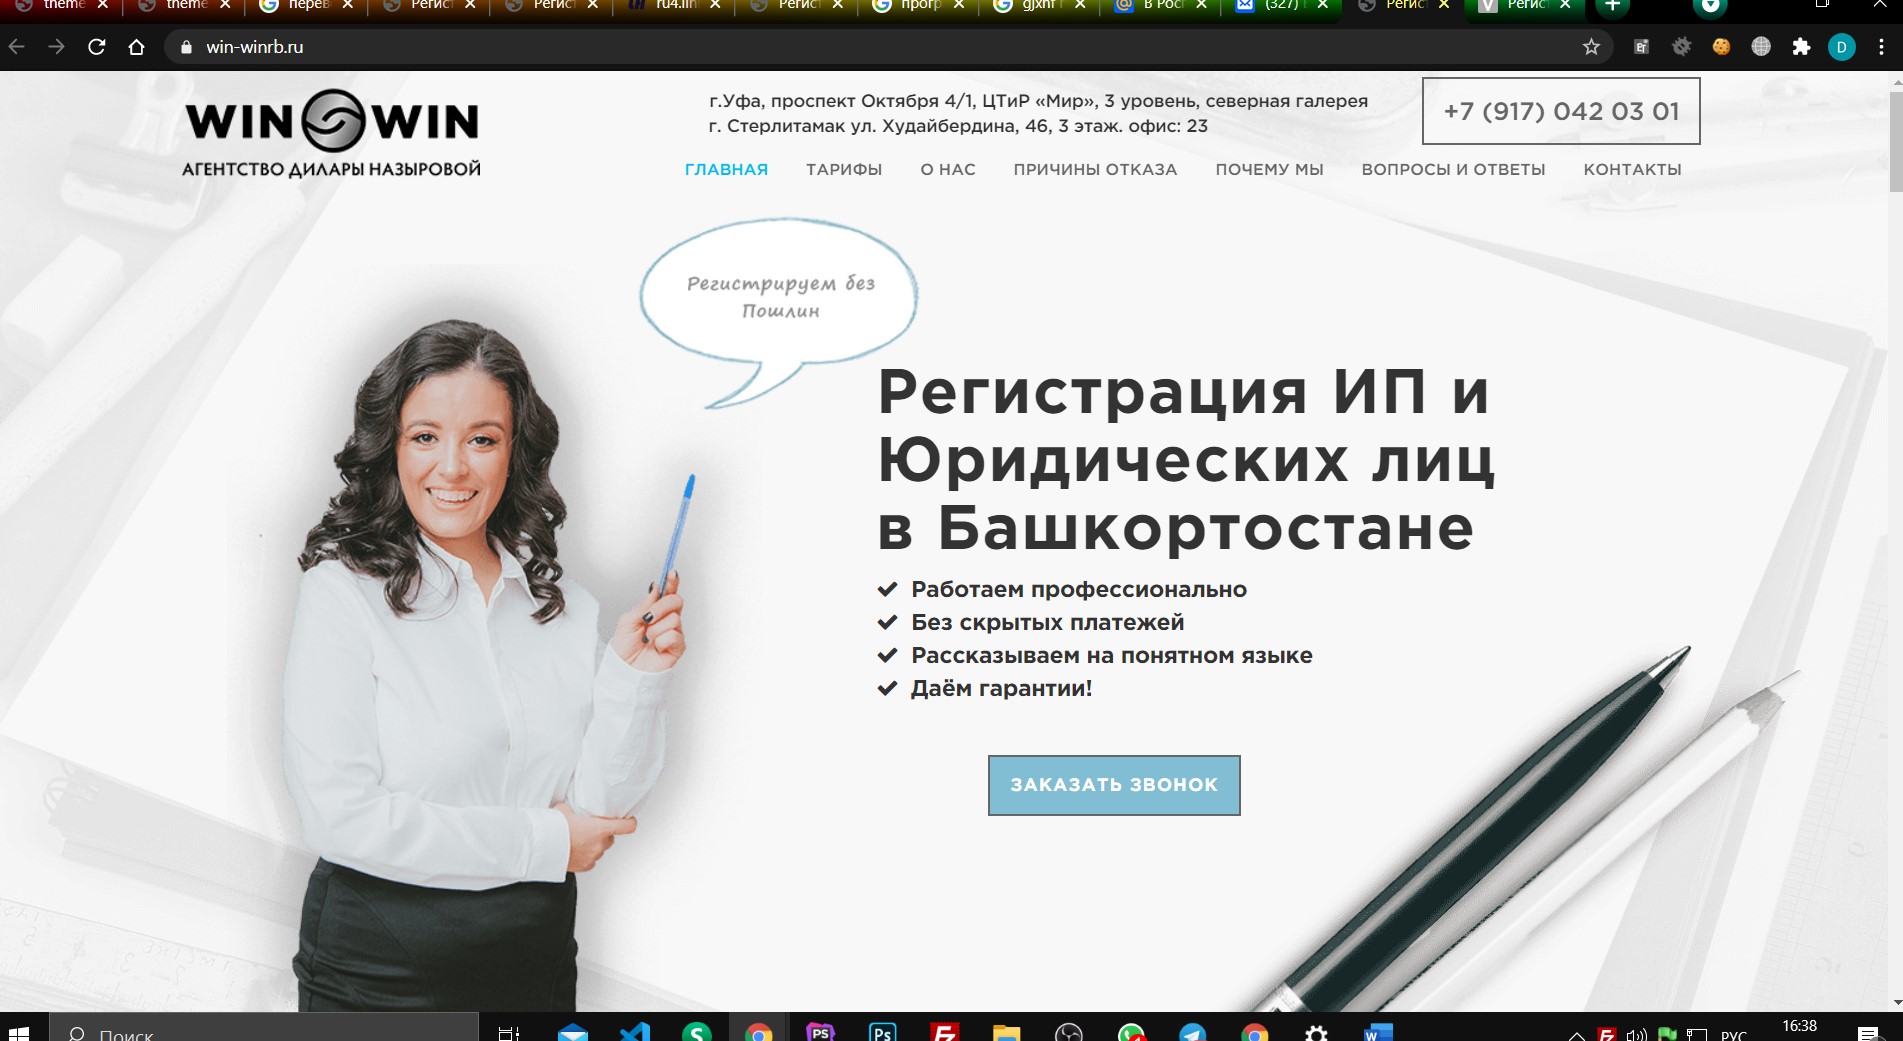 theme
theme
перев
Регист
Регист
ru4.lin
Регист
прогр
gjxnf
В Росг
(327)
Регист
Регист
win-winrb.ru
D
WIN WIN
АГЕНТСТВО ДИЛАРЫ НАЗЫРОВОЙ
г.Уфа, проспект Октября 4/1, ЦТиР «Мир», 3 уровень, северная галерея
г. Стерлитамак ул. Худайбердина, 46, 3 этаж. офис: 23
+7 (917) 042 03 01
ГЛАВНАЯ ТАРИФЫ О НАС ПРИЧИНЫ ОТКАЗА ПОЧЕМУ МЫ ВОПРОСЫ И ОТВЕТЫ КОНТАКТЫ
Регистрируем без
Пошлин
Регистрация ИП и
Юридических лиц
в Башкортостане
Работаем профессионально
Без скрытых платежей
Рассказываем на понятном языке
Даём гарантии!
ЗАКАЗАТЬ ЗВОНОК
Поиск
РУС
16:38